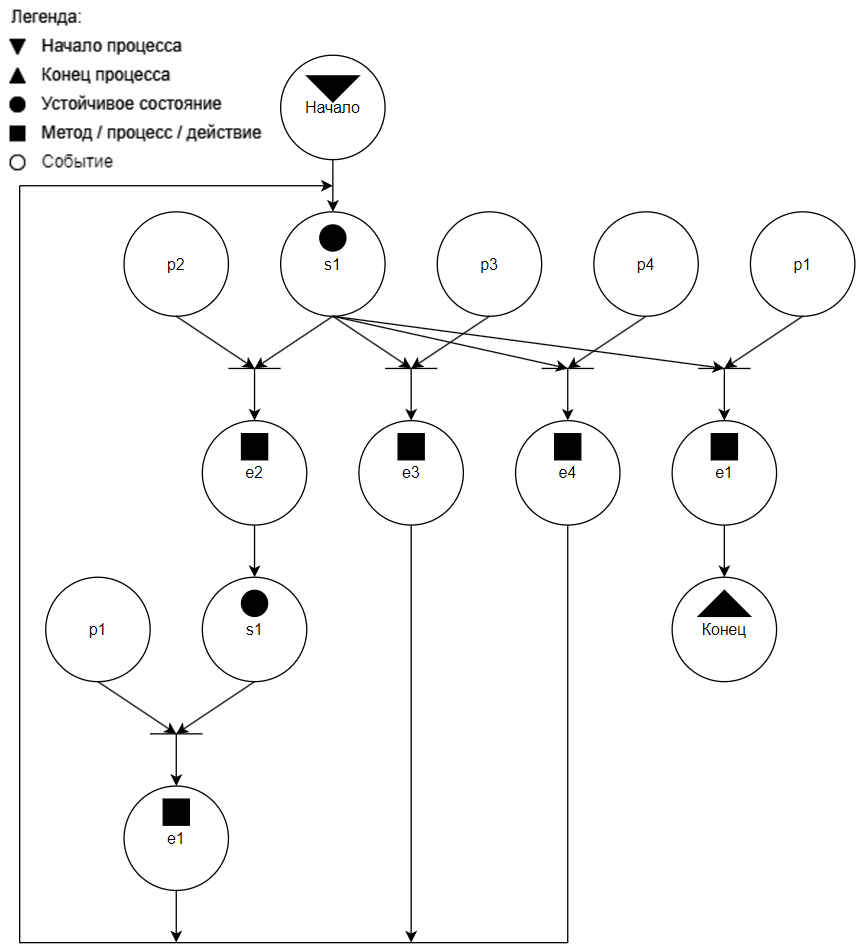 Легенда:
Начало процесса
Конец процесса
Устойчивое состояние
Метод / процесс / действие
Событие
Начало
p2
s1
p3
p4
p1
e2
e3
e4
e1
p1
s1
Конец
e1